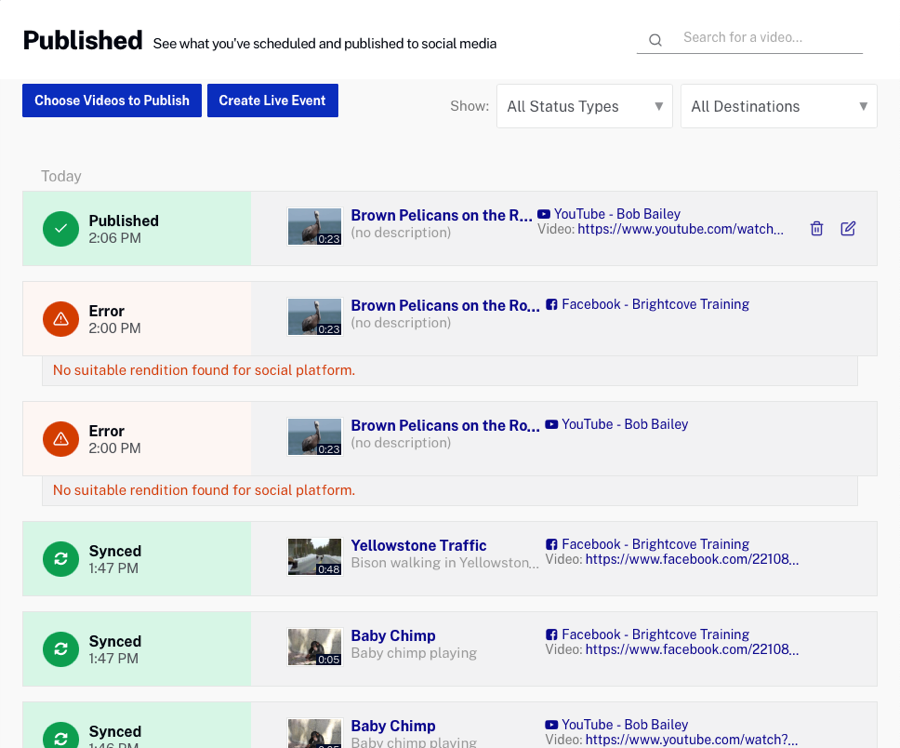 Published See what you've scheduled and published to social media
Search for a video...
Choose Videos to Publish
Create Live Event
Show:
All Status Types
All Destinations
Today
Published
2:06 PM
0:23
Brown Pelicans on the R...
(no description)
YouTube - Bob Bailey
Video: https://www.youtube.com/watch...
Error
2:00 PM
0:23
Brown Pelicans on the Ro...
(no description)
Facebook - Brightcove Training
No suitable rendition found for social platform.
Error
2:00 PM
0:23
Brown Pelicans on the Ro...
(no description)
YouTube - Bob Bailey
No suitable rendition found for social platform.
Synced
1:47 PM
0:48
Yellowstone Traffic
Bison walking in Yellowston...
Facebook - Brightcove Training
Video: https://www.facebook.com/22108...
Synced
1:47 PM
0:05
Baby Chimp
Baby chimp playing
Facebook - Brightcove Training
Video: https://www.facebook.com/22108...
Synced
1:46 PM
Baby Chimp
Baby chimp playing
YouTube - Bob Bailey
Video: https://www.youtube.com/watch?...